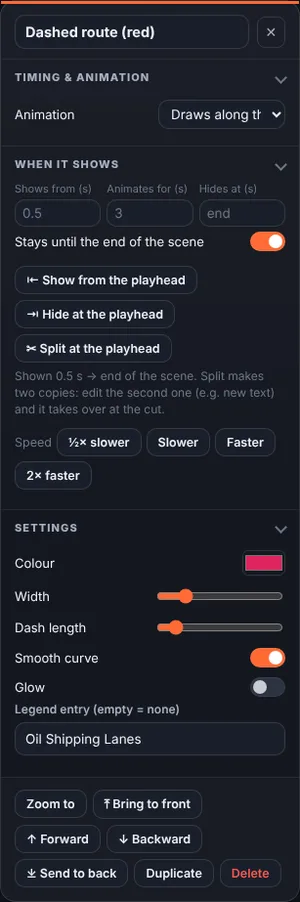 Dashed route (red) ✕
TIMING & ANIMATION
Animation Draws along th
WHEN IT SHOWS
Shows from (s) Animates for (s) Hides at (s)
0.5 3 end
Stays until the end of the scene
⇤ Show from the playhead
⇥ Hide at the playhead
✂ Split at the playhead
Shown 0.5 s → end of the scene. Split makes
two copies: edit the second one (e.g. new text)
and it takes over at the cut.
Speed ½× slower Slower Faster
2× faster
SETTINGS
Colour
Width
Dash length
Smooth curve
Glow
Legend entry (empty = none)
Oil Shipping Lanes
Zoom to ⤒ Bring to front
↑ Forward ↓ Backward
⤓ Send to back Duplicate Delete